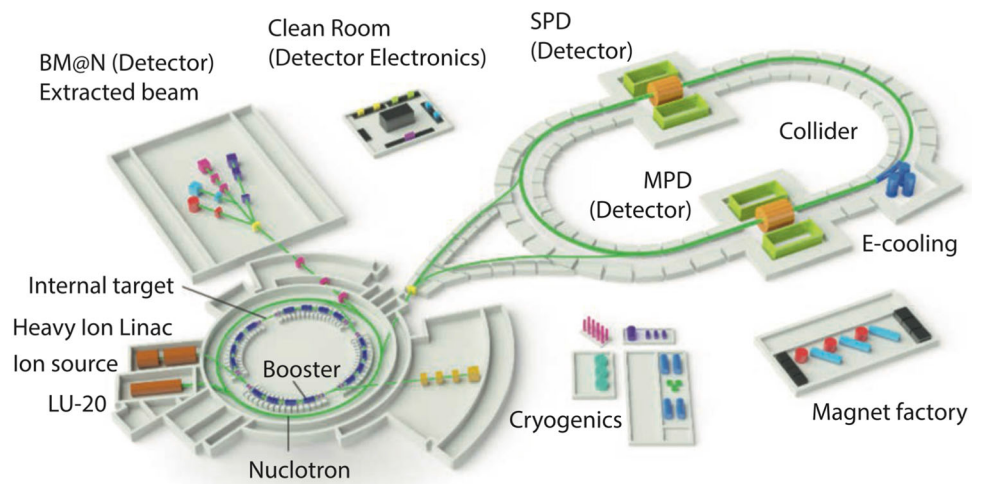 BM@N (Detector)
Extracted beam
Clean Room
(Detector Electronics)
SPD
(Detector)
Collider
MPD
(Detector)
E-cooling
Internal target
Heavy Ion Linac
Ion source
LU-20
Booster
Nuclotron
Cryogenics
Magnet factory